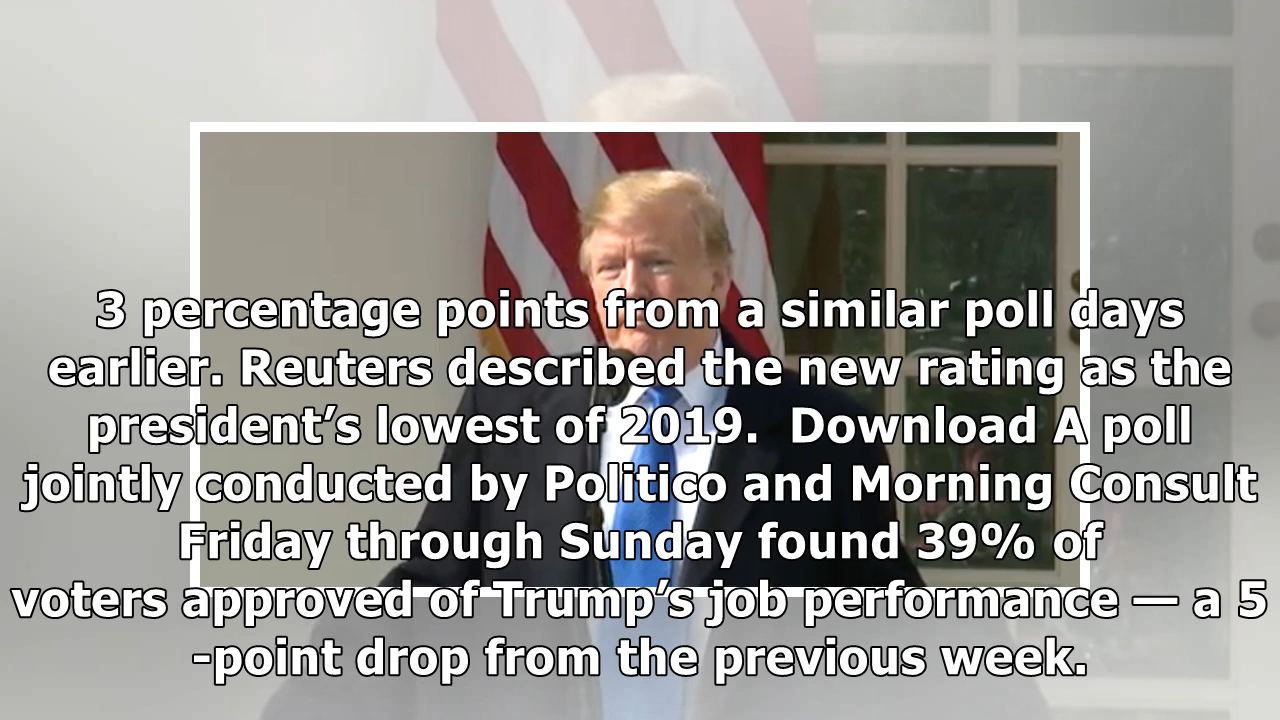 3 percentage points from a similar poll days
earlier. Reuters described the new rating as the
president’s lowest of 2019.  Download A poll
jointly conducted by Politico and Morning Consult
Friday through Sunday found 39% of
voters approved of Trump’s job performance — a 5
-point drop from the previous week.